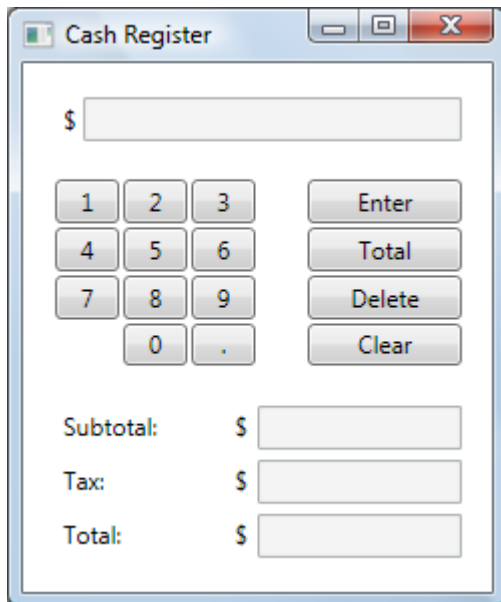 Cash Register
$
1 2 3 Enter
4 5 6 Total
7 8 9 Delete
0 . Clear
Subtotal: $
Tax: $
Total: $